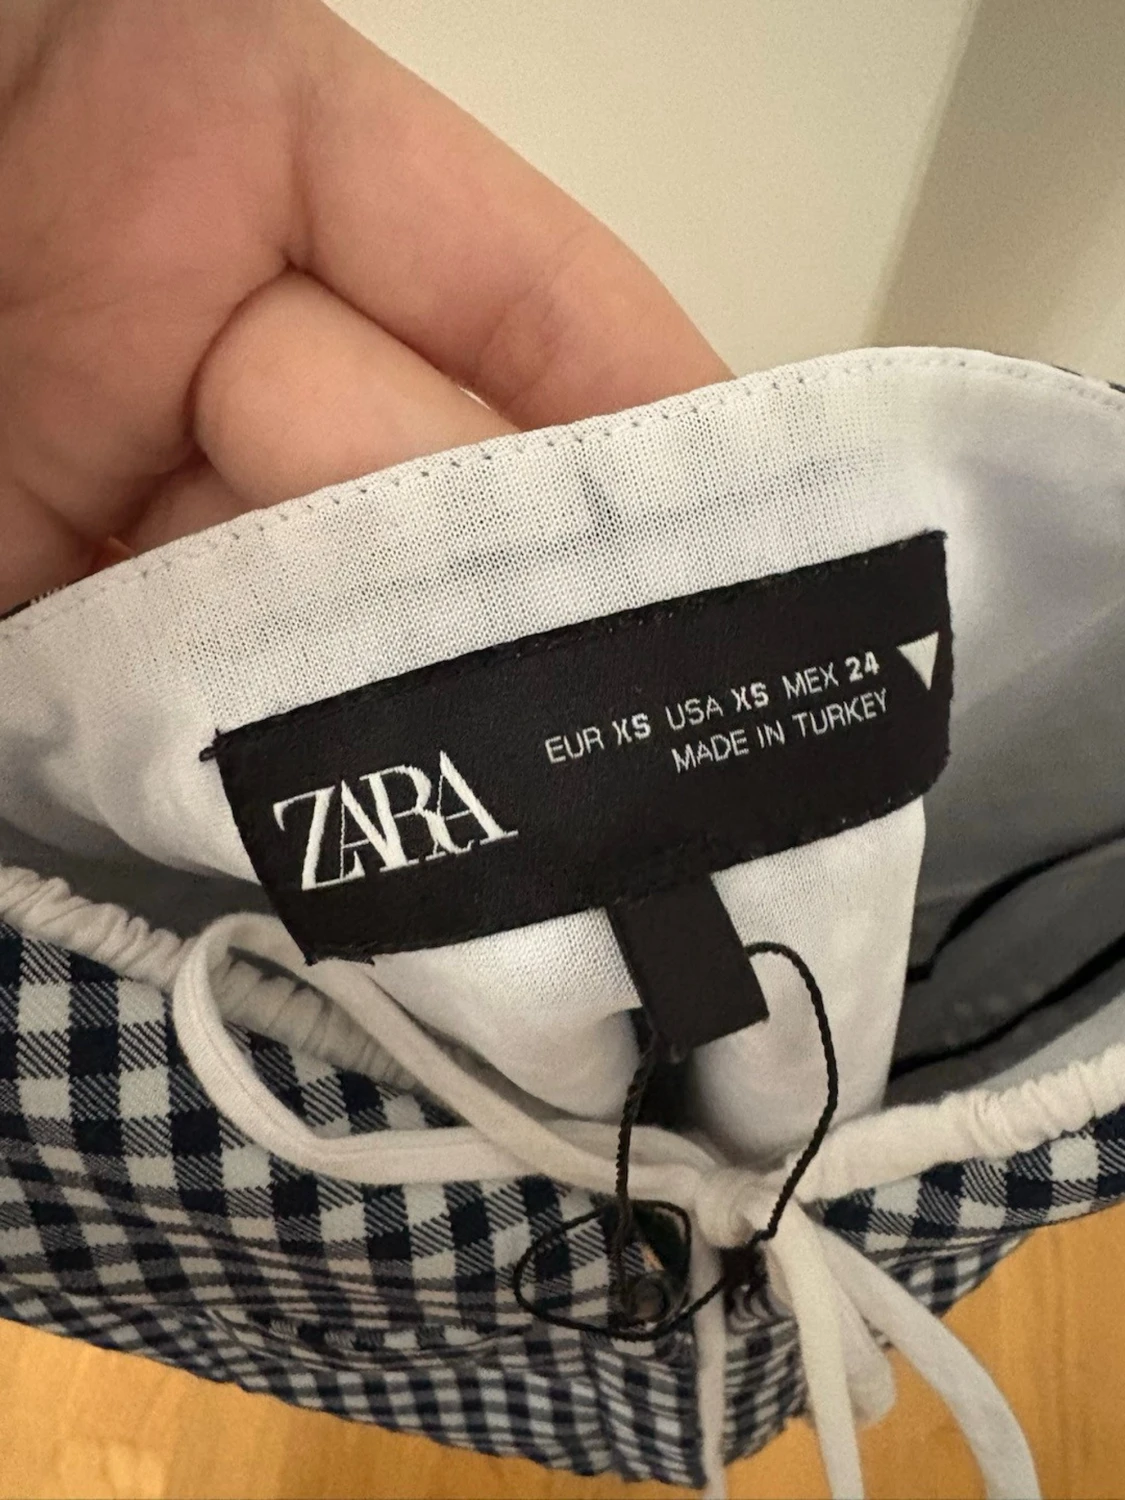 ZARA
EUR XS USA XS MEX 24
MADE IN TURKEY